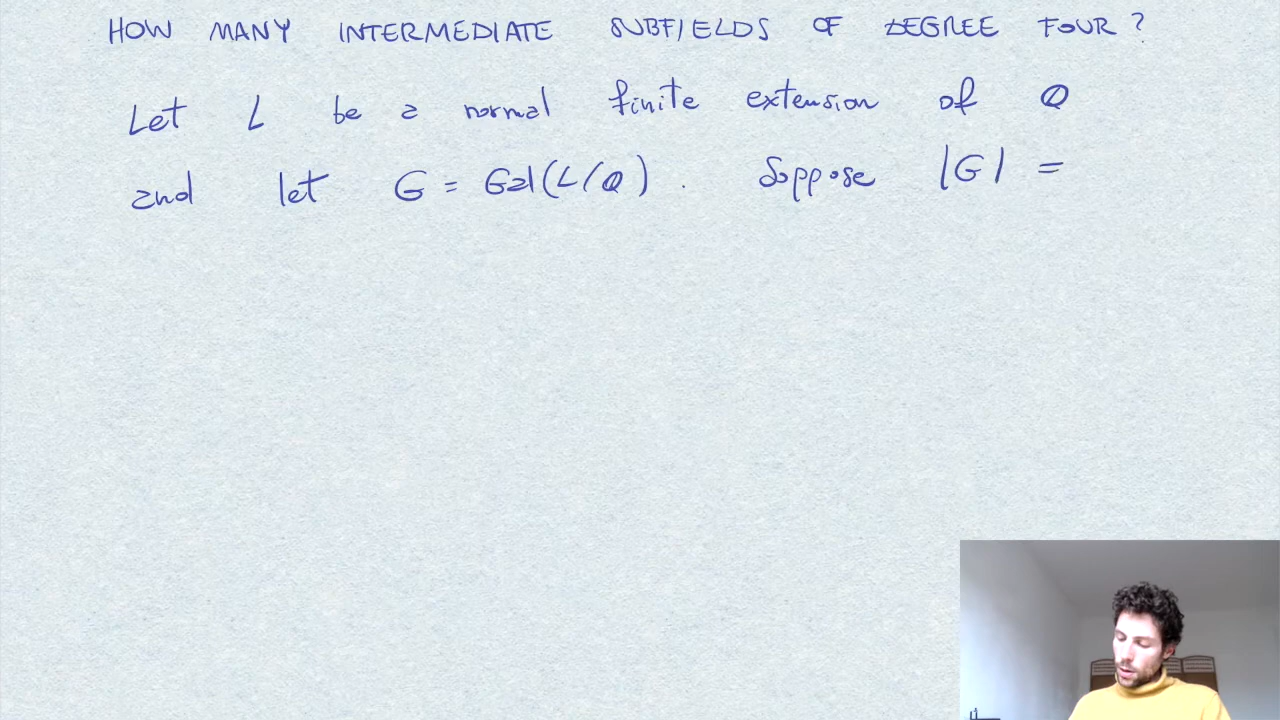 HOW MANY INTERMEDIATE SUBFIELDS OF DEGREE FOUR?
Let L be a normal finite extension of Q
and let G = Gal(L/Q). Suppose |G| =